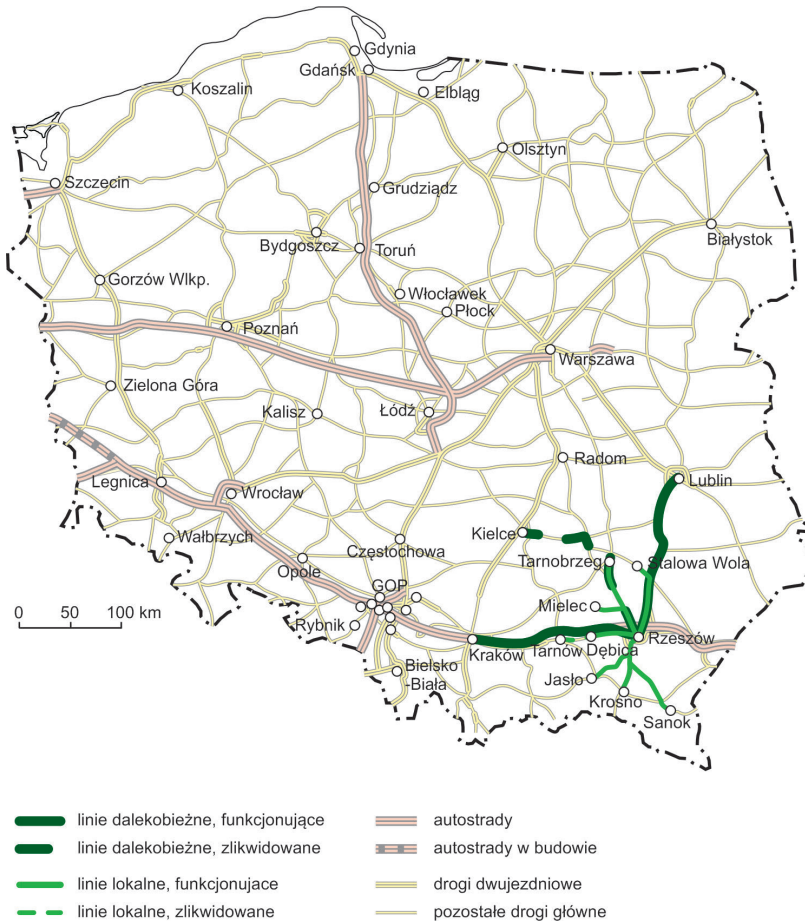 Gdynia
Gdańsk
Koszalin
Elbląg
Olsztyn
Szczecin
Grudziądz
Białystok
Bydgoszcz
Toruń
Gorzów Wlkp.
Włocławek
Płock
Poznań
Warszawa
Zielona Góra
Kalisz
Łódź
Radom
Lublin
Legnica
Wrocław
Kielce
Wałbrzych
Częstochowa
Tarnobrzeg
Stalowa Wola
Opole
GOP
Mielec
0 50 100 km
Rybnik
Kraków
Tarnów
Dębica
Rzeszów
Bielsko
-Biała
Jasło
Krosno
Sanok
linie dalekobieżne, funkcjonujące
linie dalekobieżne, zlikwidowane
linie lokalne, funkcjonujace
linie lokalne, zlikwidowane
autostrady
autostrady w budowie
drogi dwujezdniowe
pozostałe drogi główne